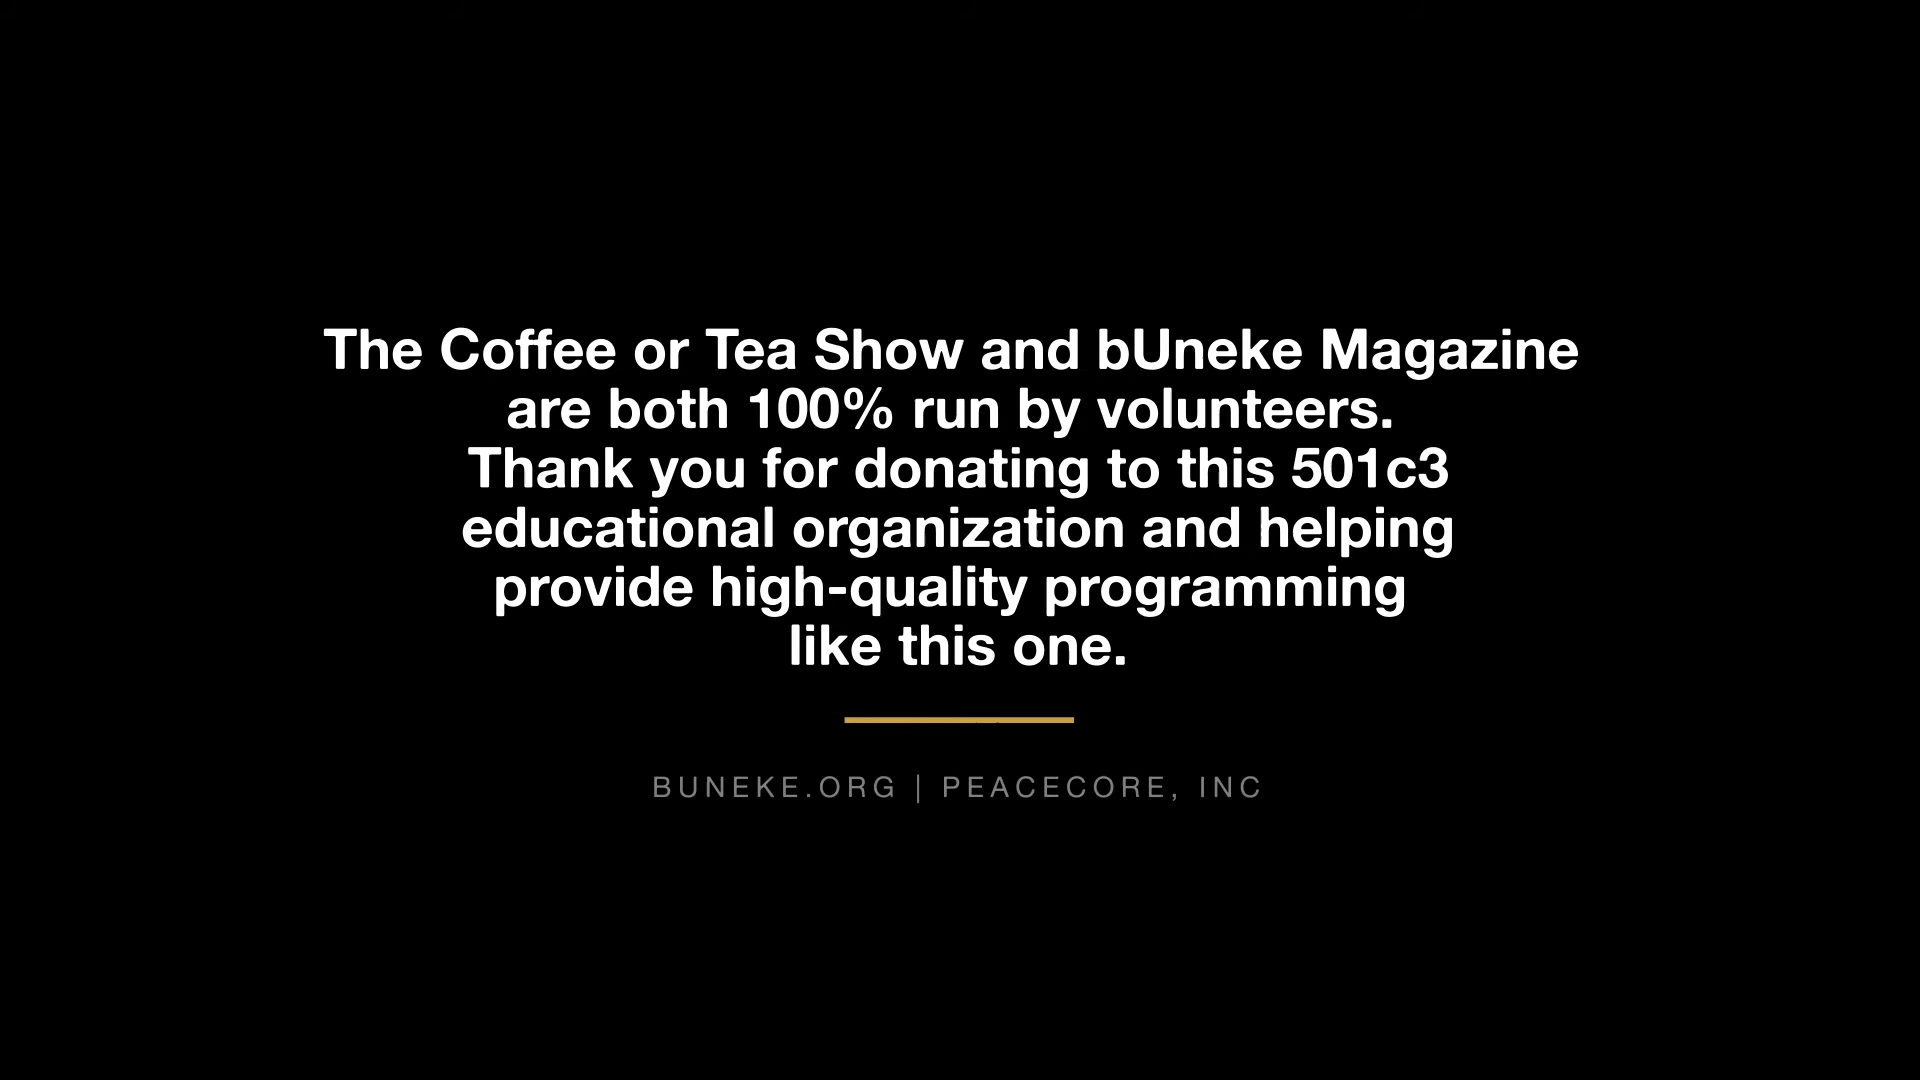 The Coffee or Tea Show and bUneke Magazine
are both 100% run by volunteers.
Thank you for donating to this 501c3
educational organization and helping
provide high-quality programming
like this one.
BUNEKE.ORG | PEACECORE, INC